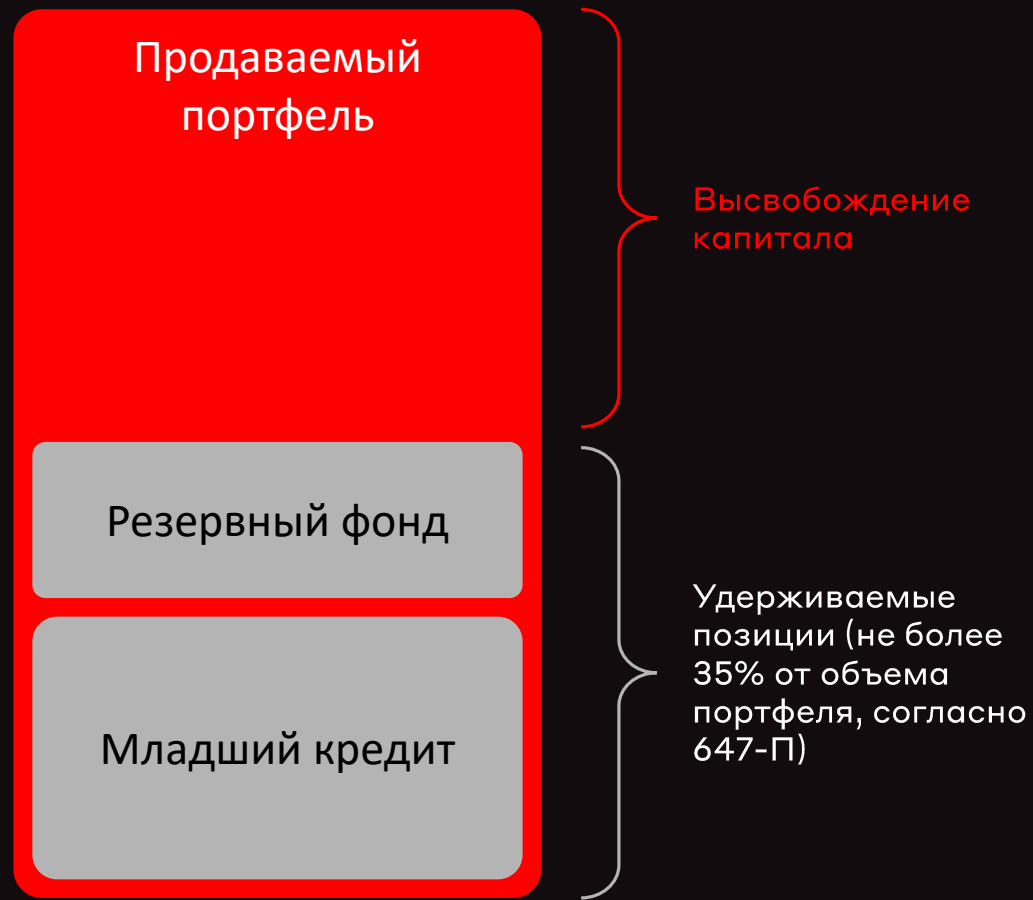 Продаваемый
портфель
Высвобождение
капитала
Резервный фонд
Младший кредит
Удерживаемые
позиции (не более
35% от объема
портфеля, согласно
647-П)